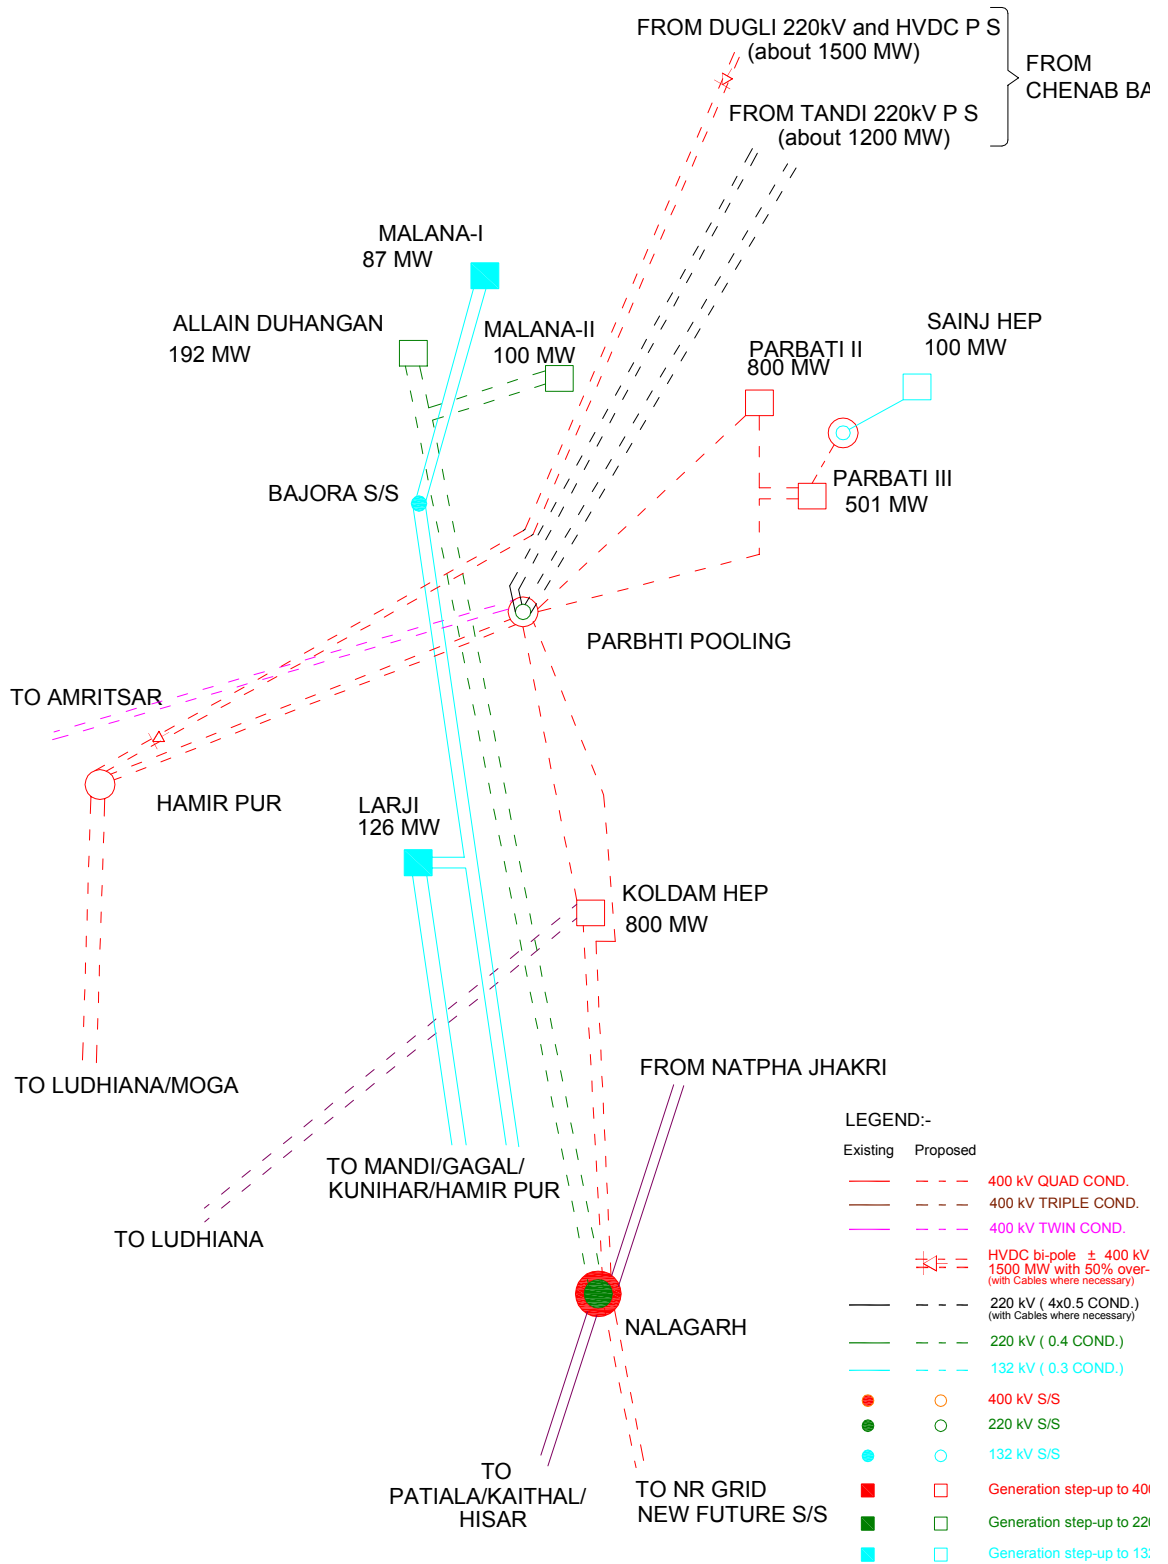 FROM DUGLI 220kV and HVDC P S
(about 1500 MW)
FROM
CHENAB BA
FROM TANDI 220kV P S
(about 1200 MW)
MALANA-I
87 MW
ALLAIN DUHANGAN
192 MW
MALANA-II
100 MW
SAINJ HEP
100 MW
PARBATI II
800 MW
PARBATI III
501 MW
BAJORA S/S
PARBHTI POOLING
TO AMRITSAR
HAMIR PUR
LARJI
126 MW
KOLDAM HEP
800 MW
FROM NATPHA JHAKRI
TO LUDHIANA/MOGA
TO MANDI/GAGAL/
KUNIHAR/HAMIR PUR
TO LUDHIANA
NALAGARH
TO
PATIALA/KAITHAL/
HISAR
TO NR GRID
NEW FUTURE S/S
LEGEND:-
Existing Proposed
400 kV QUAD COND.
400 kV TRIPLE COND.
400 kV TWIN COND.
HVDC bi-pole ± 400 kV
1500 MW with 50% over-
(with Cables where necessary)
220 kV ( 4x0.5 COND.)
(with Cables where necessary)
220 kV ( 0.4 COND.)
132 kV ( 0.3 COND.)
400 kV S/S
220 kV S/S
132 kV S/S
Generation step-up to 400
Generation step-up to 220
Generation step-up to 132